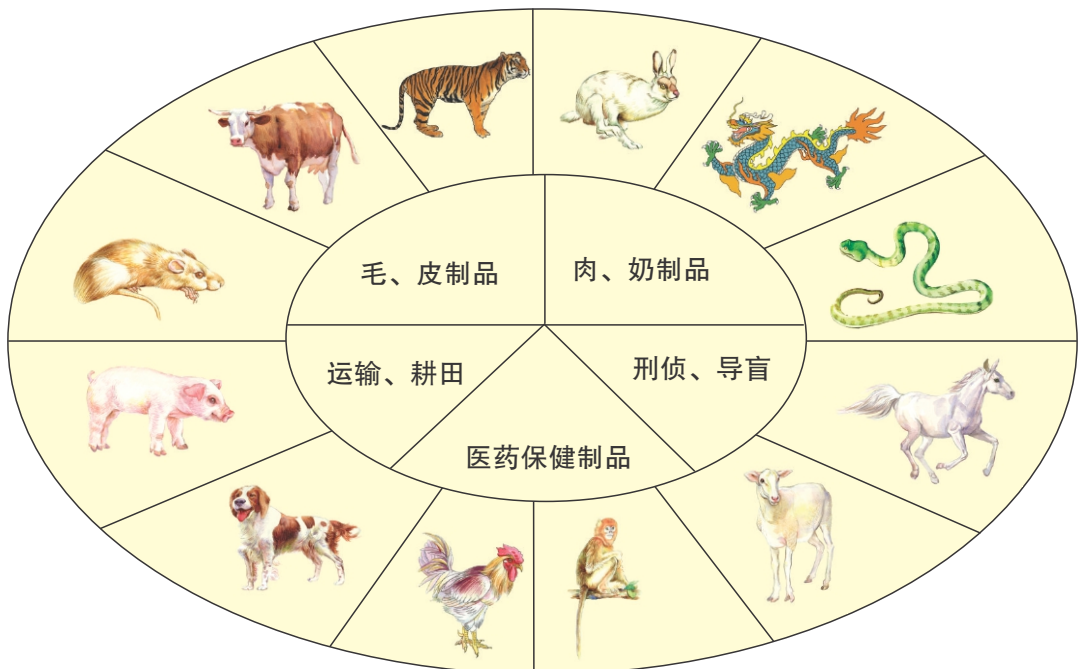 毛、皮制品
肉、奶制品
运输、耕田
刑侦、导盲
医药保健制品